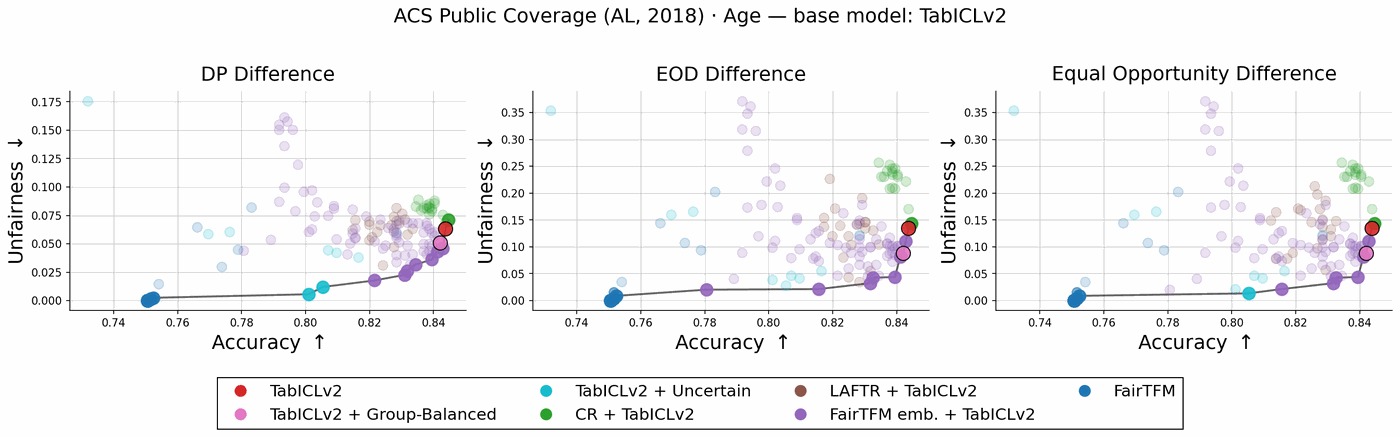 ACS Public Coverage (AL, 2018) · Age — base model: TabICLv2
DP Difference
EOD Difference
Equal Opportunity Difference
Unfairness ↓
0.175
0.150
0.125
0.100
0.075
0.050
0.025
0.000
0.74 0.76 0.78 0.80 0.82 0.84
Accuracy ↑
Unfairness ↓
0.35
0.30
0.25
0.20
0.15
0.10
0.05
0.00
0.74 0.76 0.78 0.80 0.82 0.84
Accuracy ↑
Unfairness ↓
0.35
0.30
0.25
0.20
0.15
0.10
0.05
0.00
0.74 0.76 0.78 0.80 0.82 0.84
Accuracy ↑
TabICLv2
TabICLv2 + Group-Balanced
TabICLv2 + Uncertain
CR + TabICLv2
LAFTR + TabICLv2
FairTFM emb. + TabICLv2
FairTFM